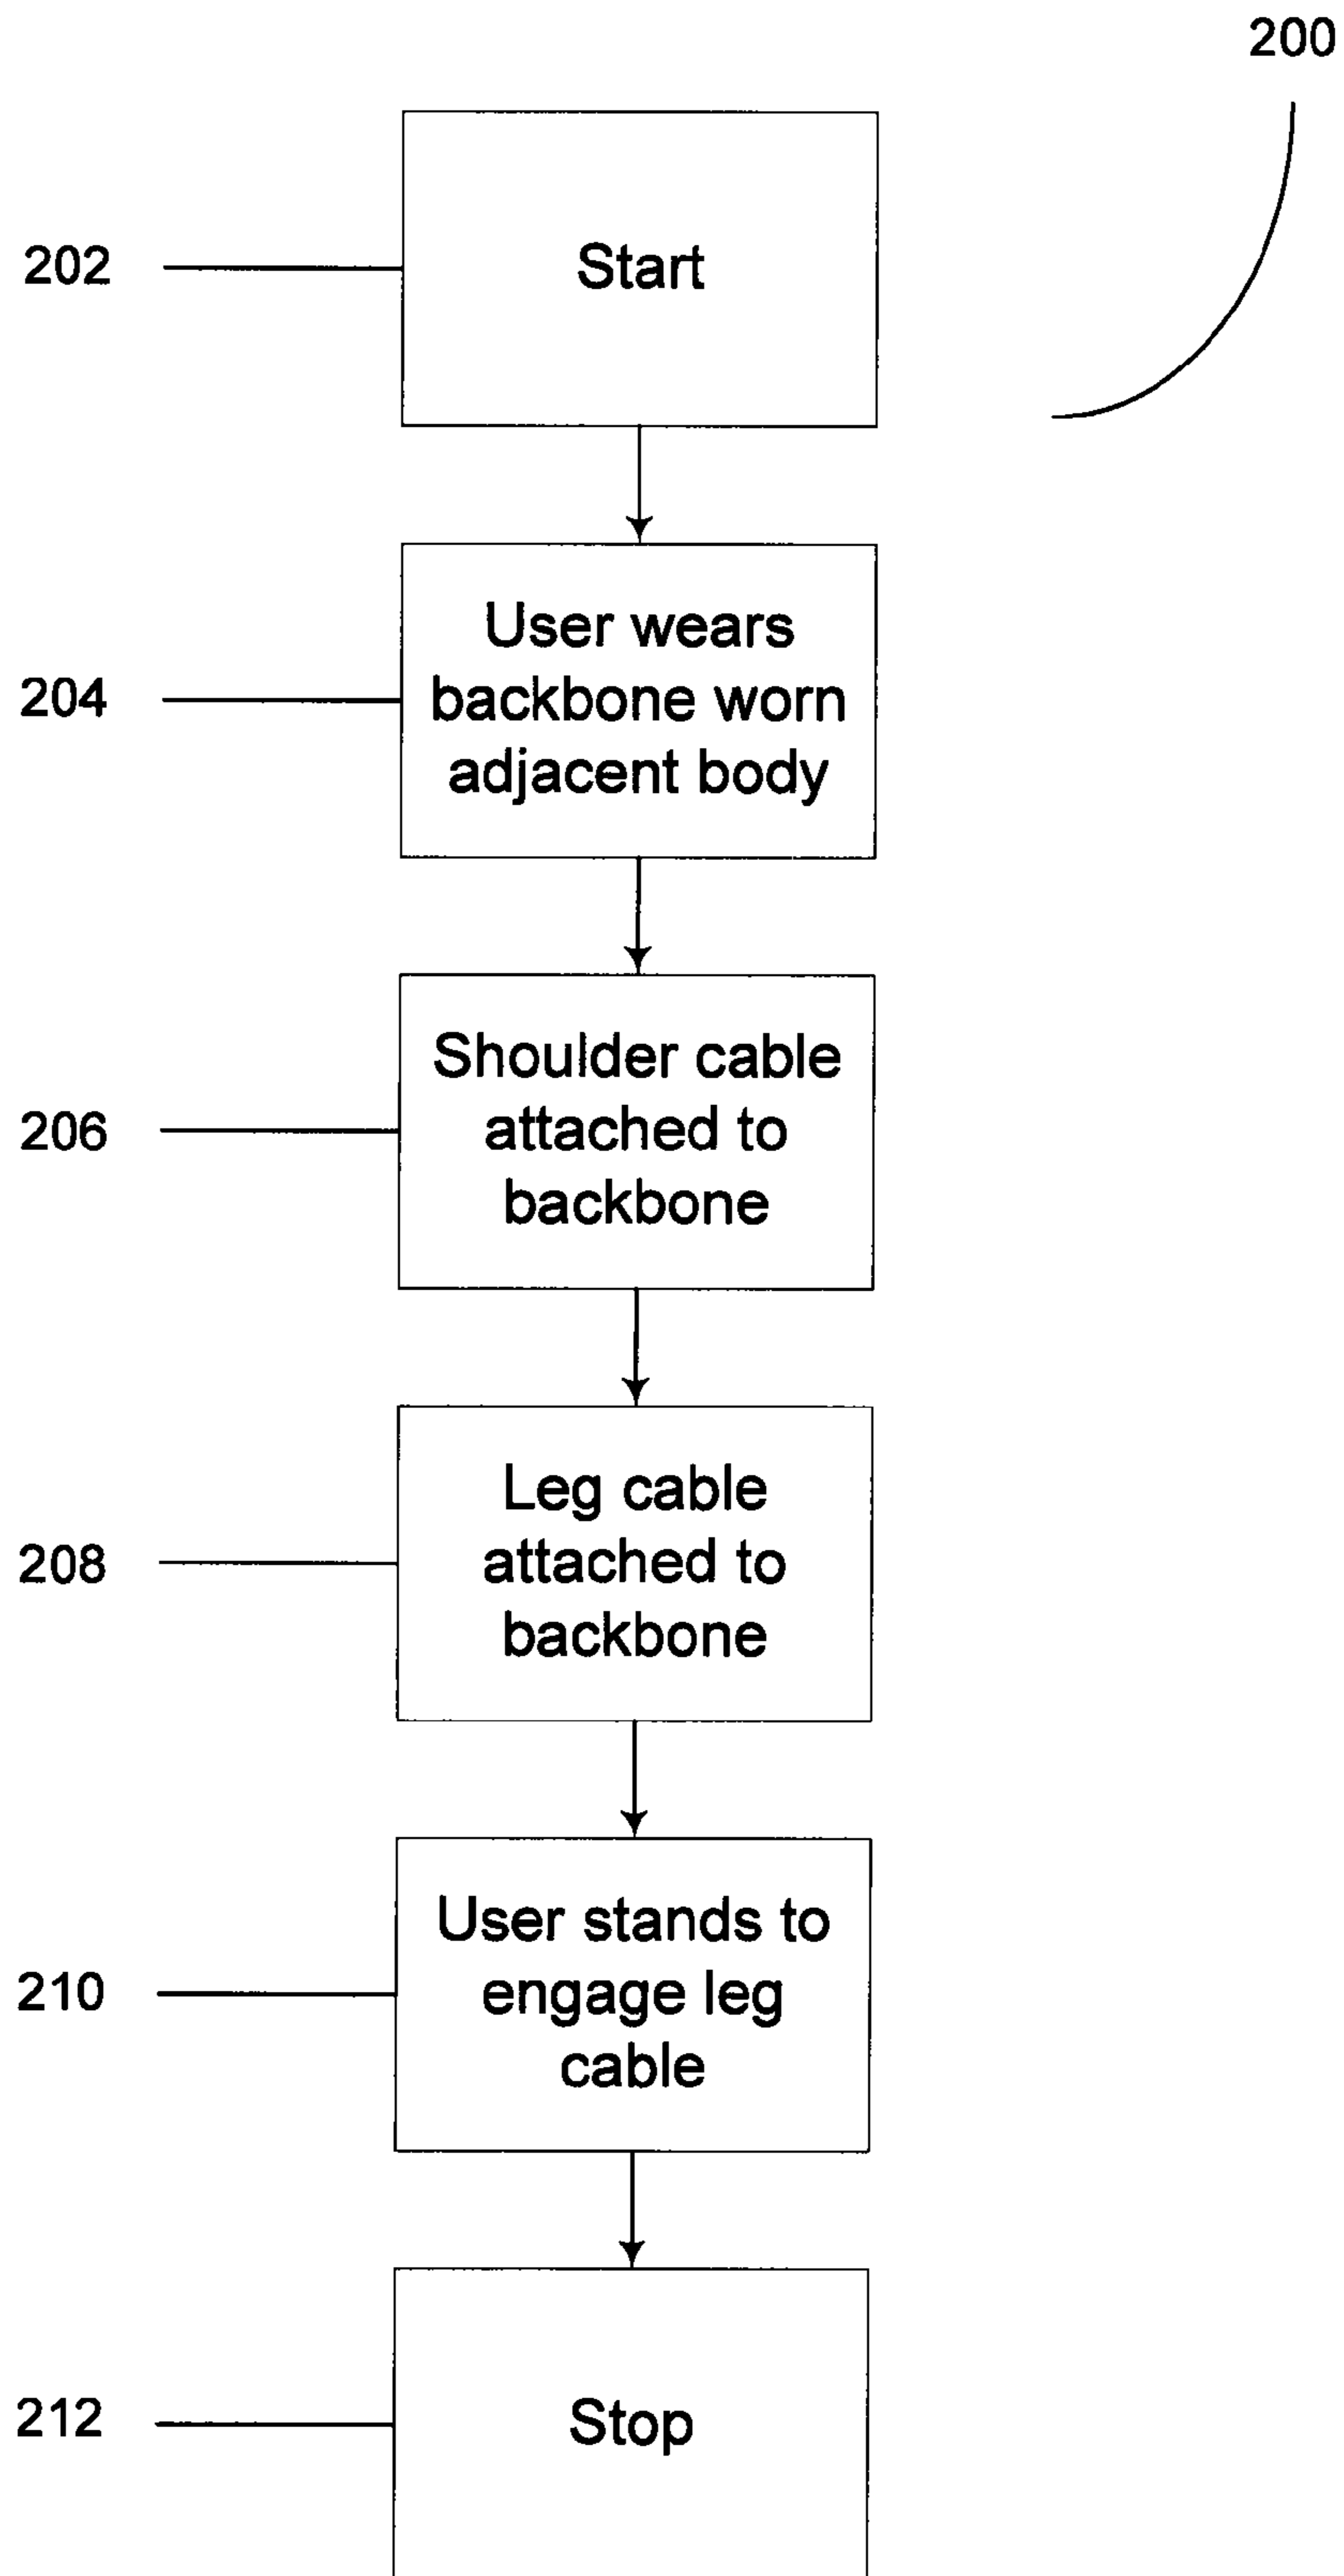 200
202
Start
204
User wears
backbone worn
adjacent body
206
Shoulder cable
attached to
backbone
208
Leg cable
attached to
backbone
210
User stands to
engage leg
cable
212
Stop